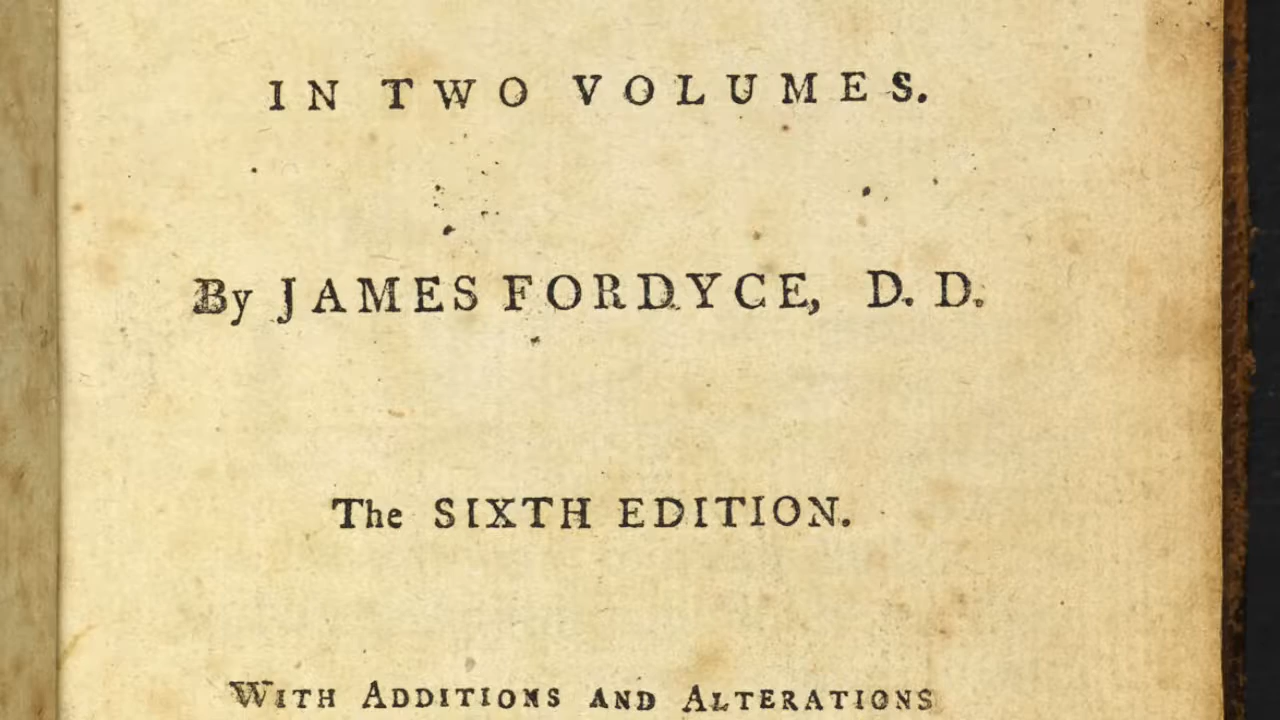 IN TWO VOLUMES.
By JAMES FORDYCE, D. D.
The SIXTH EDITION.
WITH ADDITIONS AND ALTERATIONS